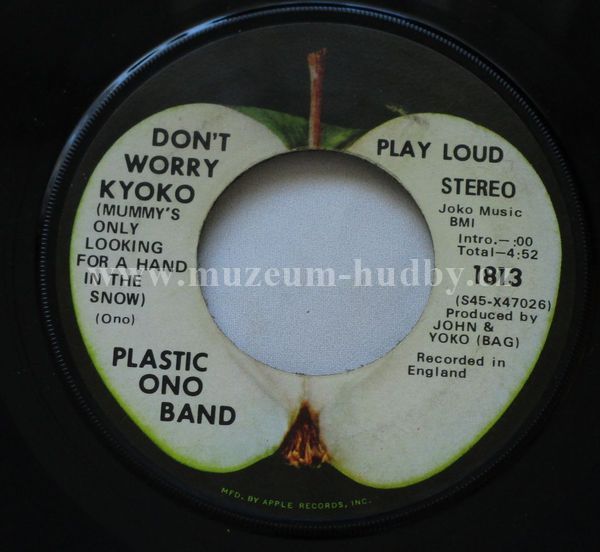 DON'T
WORRY
KYOKO
(MUMMY'S
ONLY
LOOKING
FOR A HAND
IN THE
SNOW)
(Ono)
PLASTIC
ONO
BAND
PLAY LOUD
STEREO
Joko Music
BMI
Intro.—:00
Total—4:52
1813
(S45-X47026)
Produced by
JOHN &
YOKO (BAG)
Recorded in
England
MFD. BY APPLE RECORDS, INC.
www.muzeum-hudby.cz